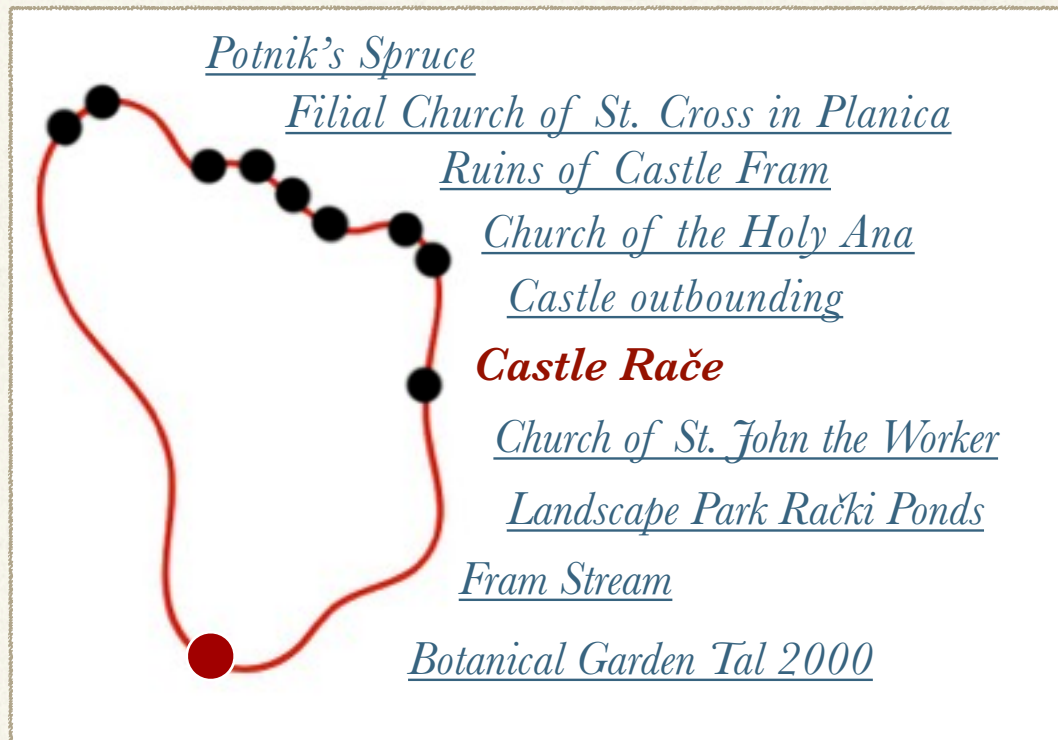 Potnik’s Spruce
Filial Church of St. Cross in Planica
Ruins of Castle Fram
Church of the Holy Ana
Castle outbounding
Castle Rače
Church of St. John the Worker
Landscape Park Rački Ponds
Fram Stream
Botanical Garden Tal 2000